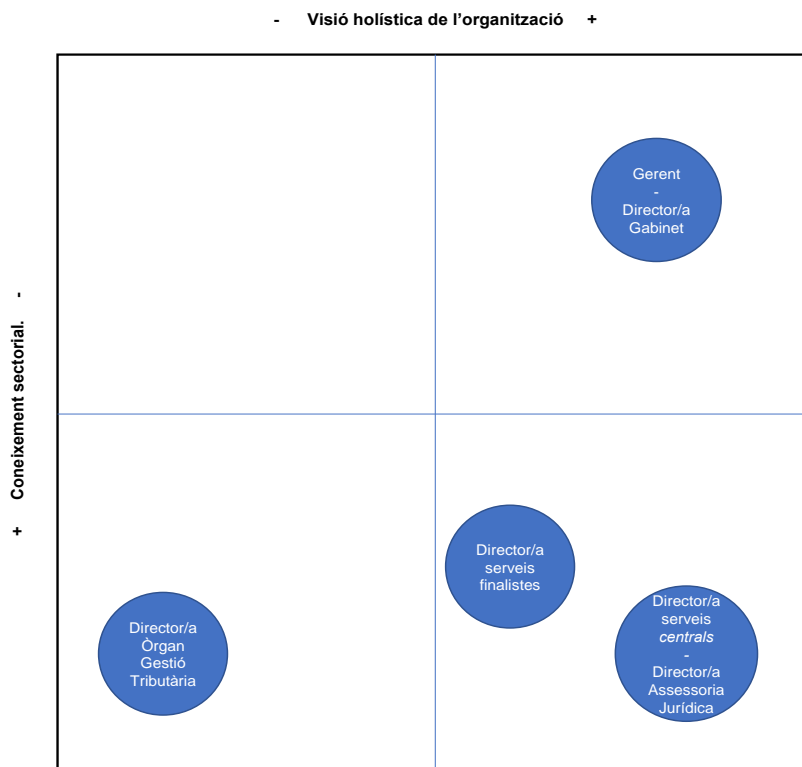 - Visió holística de l’organització +
Gerent
-
Director/a
Gabinet
+ Coneixement sectorial. -
Director/a
serveis
finalistes
Director/a
Òrgan
Gestió
Tributària
Director/a
serveis
centrals
-
Director/a
Assessoria
Jurídica